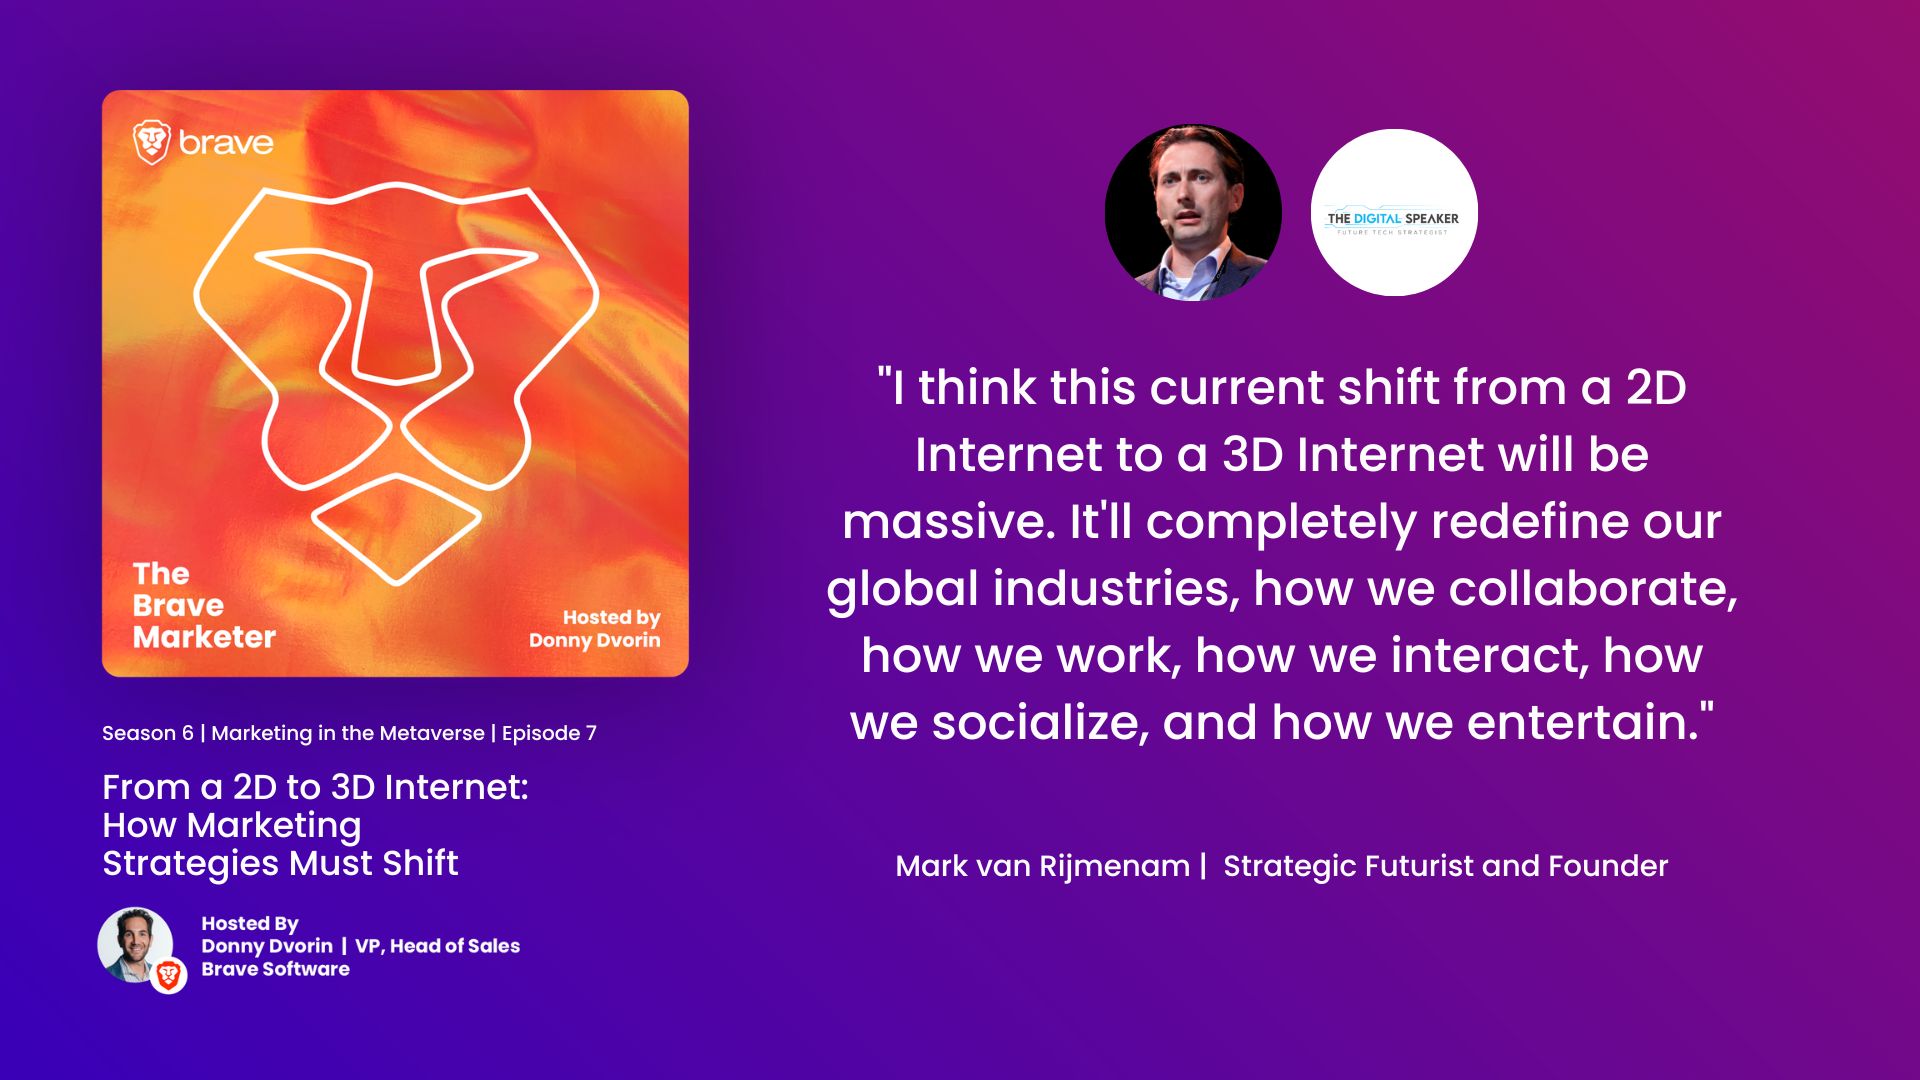 brave
The
Brave
Marketer
Hosted by
Donny Dvorin
Season 6 | Marketing in the Metaverse | Episode 7
From a 2D to 3D Internet:
How Marketing
Strategies Must Shift
Hosted By
Donny Dvorin | VP, Head of Sales
Brave Software
THE DIGITAL SPEAKER
FUTURE TECH STRATEGIST
"I think this current shift from a 2D
Internet to a 3D Internet will be
massive. It'll completely redefine our
global industries, how we collaborate,
how we work, how we interact, how
we socialize, and how we entertain."
Mark van Rijmenam | Strategic Futurist and Founder